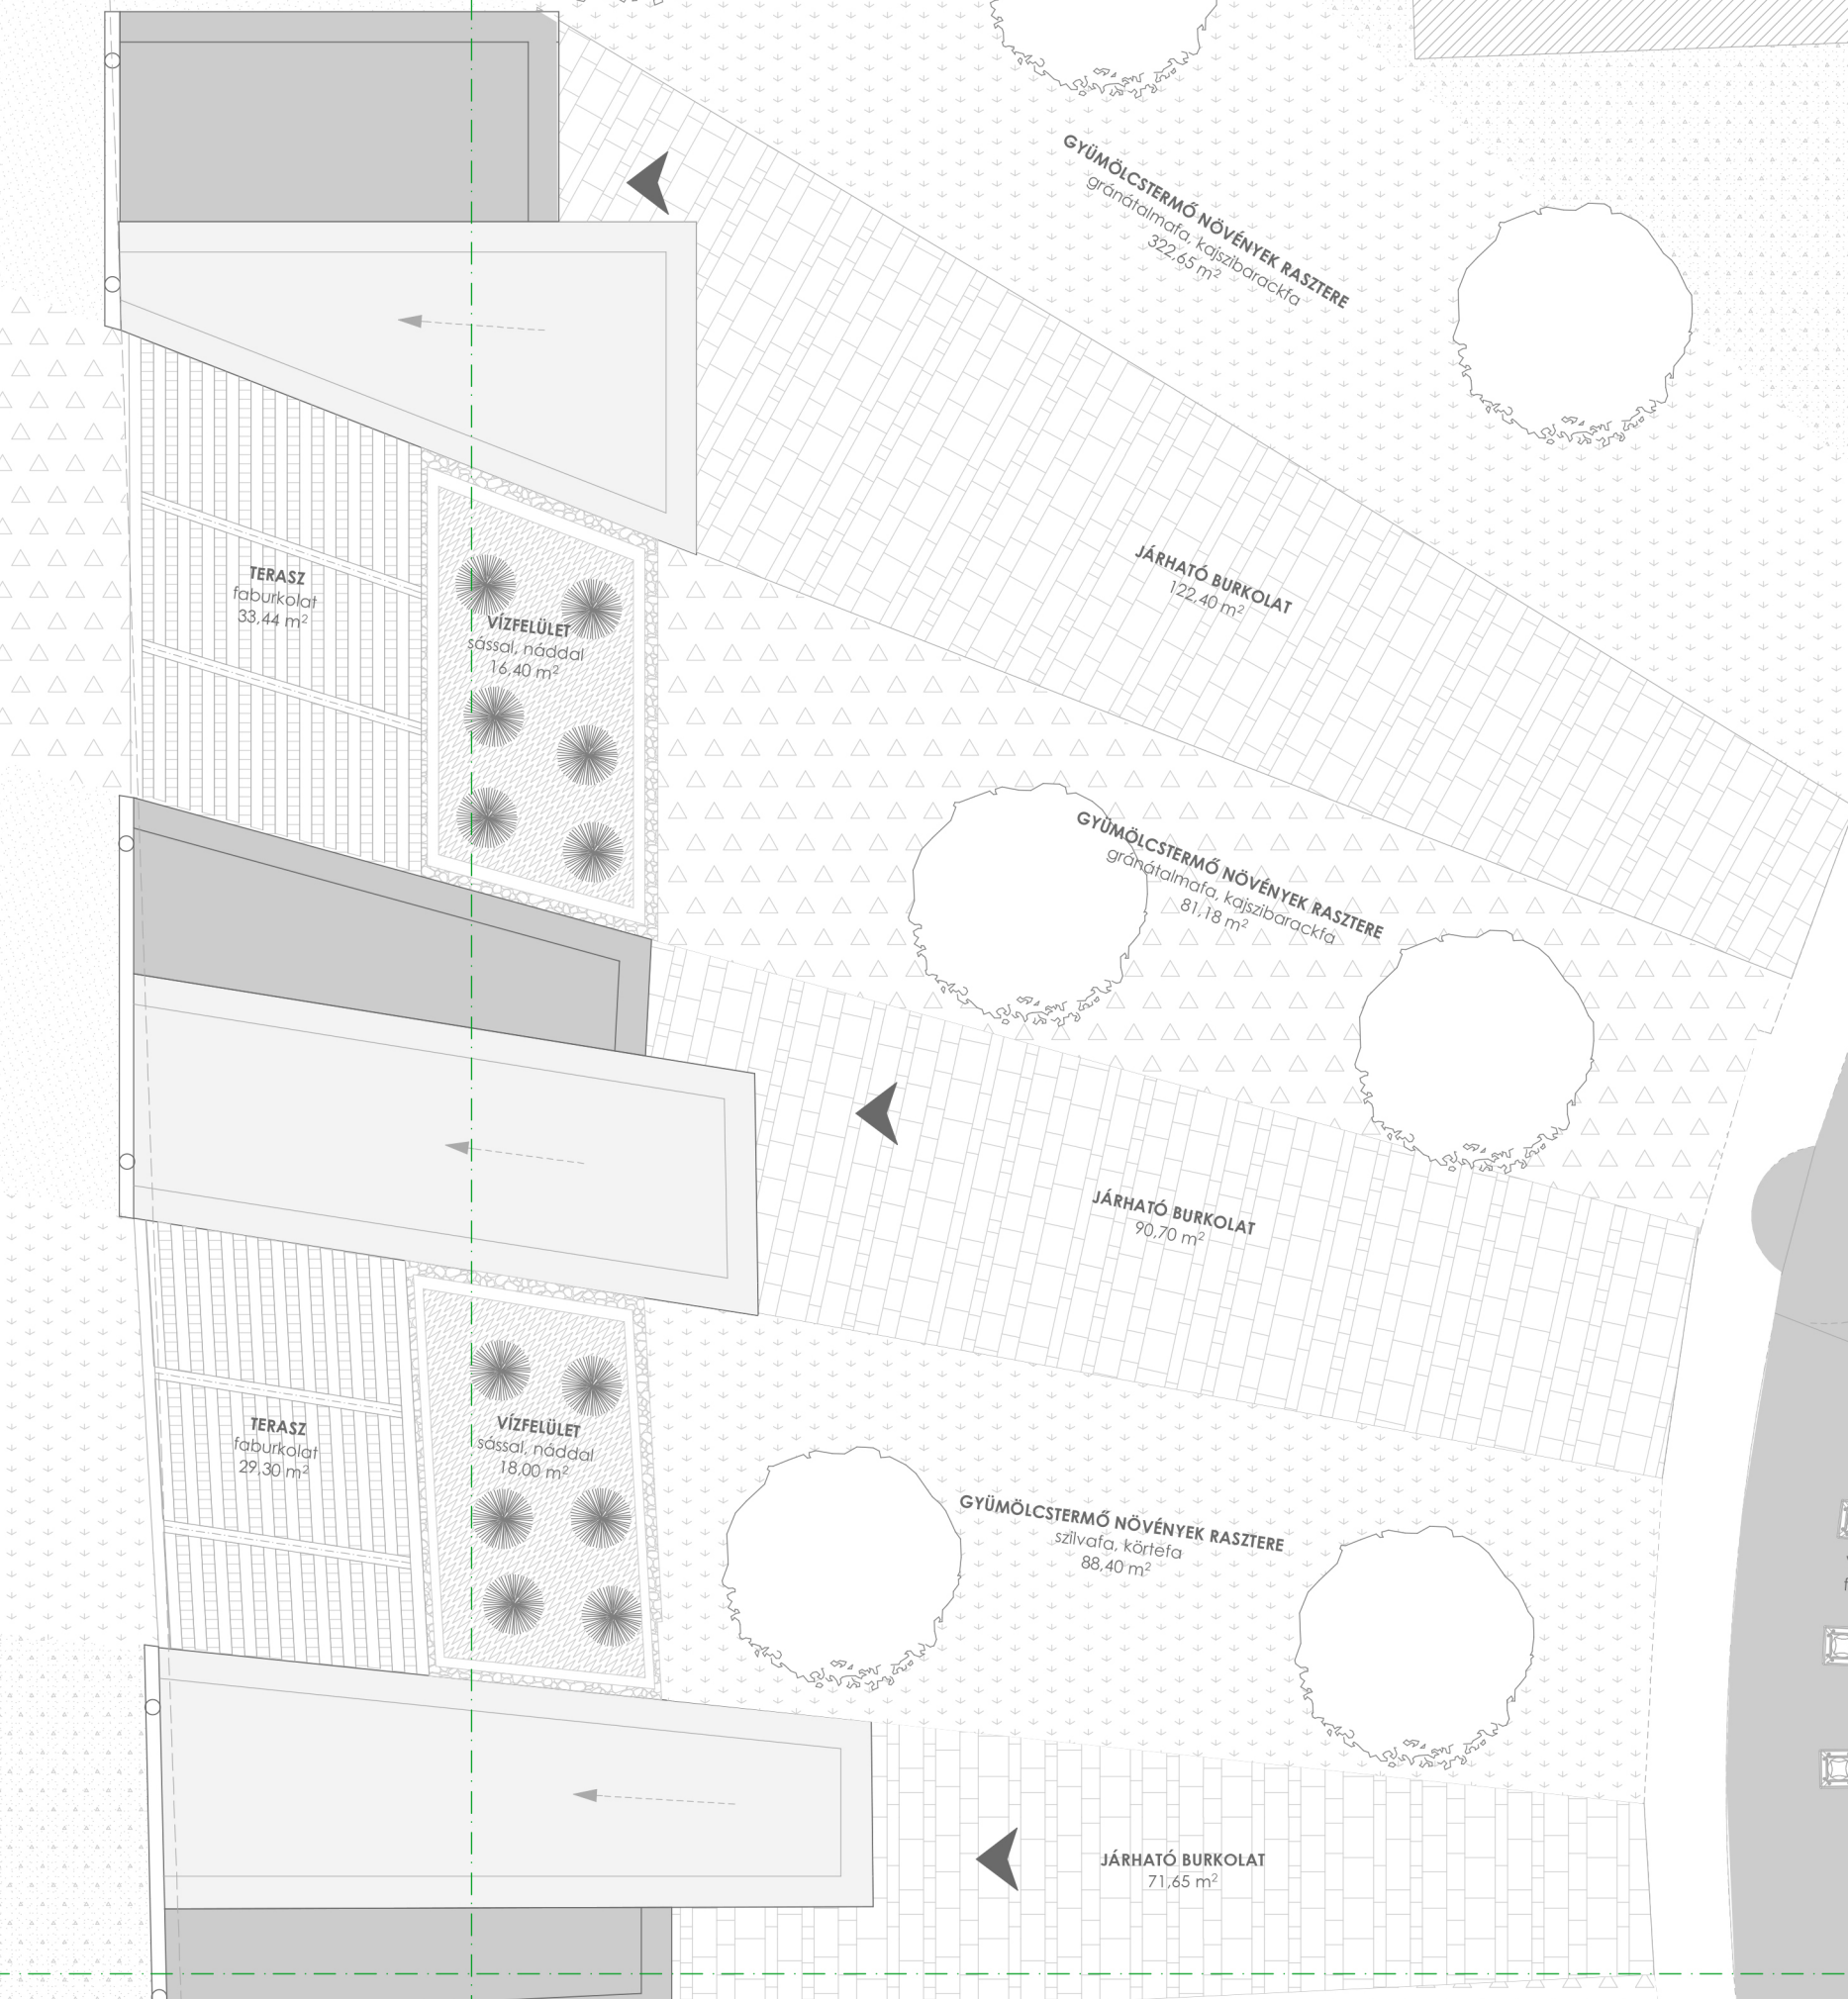 GYÜMÖLCSTERMŐ NÖVÉNYEK RASZTERE
gránátalmafa, kajszibarackfa
322,65 m²
JÁRHATÓ BURKOLAT
122,40 m²
TERASZ
faburkolat
33,44 m²
VÍZFELÜLET
sással, náddal
16,40 m²
GYÜMÖLCSTERMŐ NÖVÉNYEK RASZTERE
gránátalmafa, kajszibarackfa
81,18 m²
JÁRHATÓ BURKOLAT
90,70 m²
TERASZ
faburkolat
29,30 m²
VÍZFELÜLET
sással, náddal
18,00 m²
GYÜMÖLCSTERMŐ NÖVÉNYEK RASZTERE
szilvafa, körtefa
88,40 m²
JÁRHATÓ BURKOLAT
71,65 m²